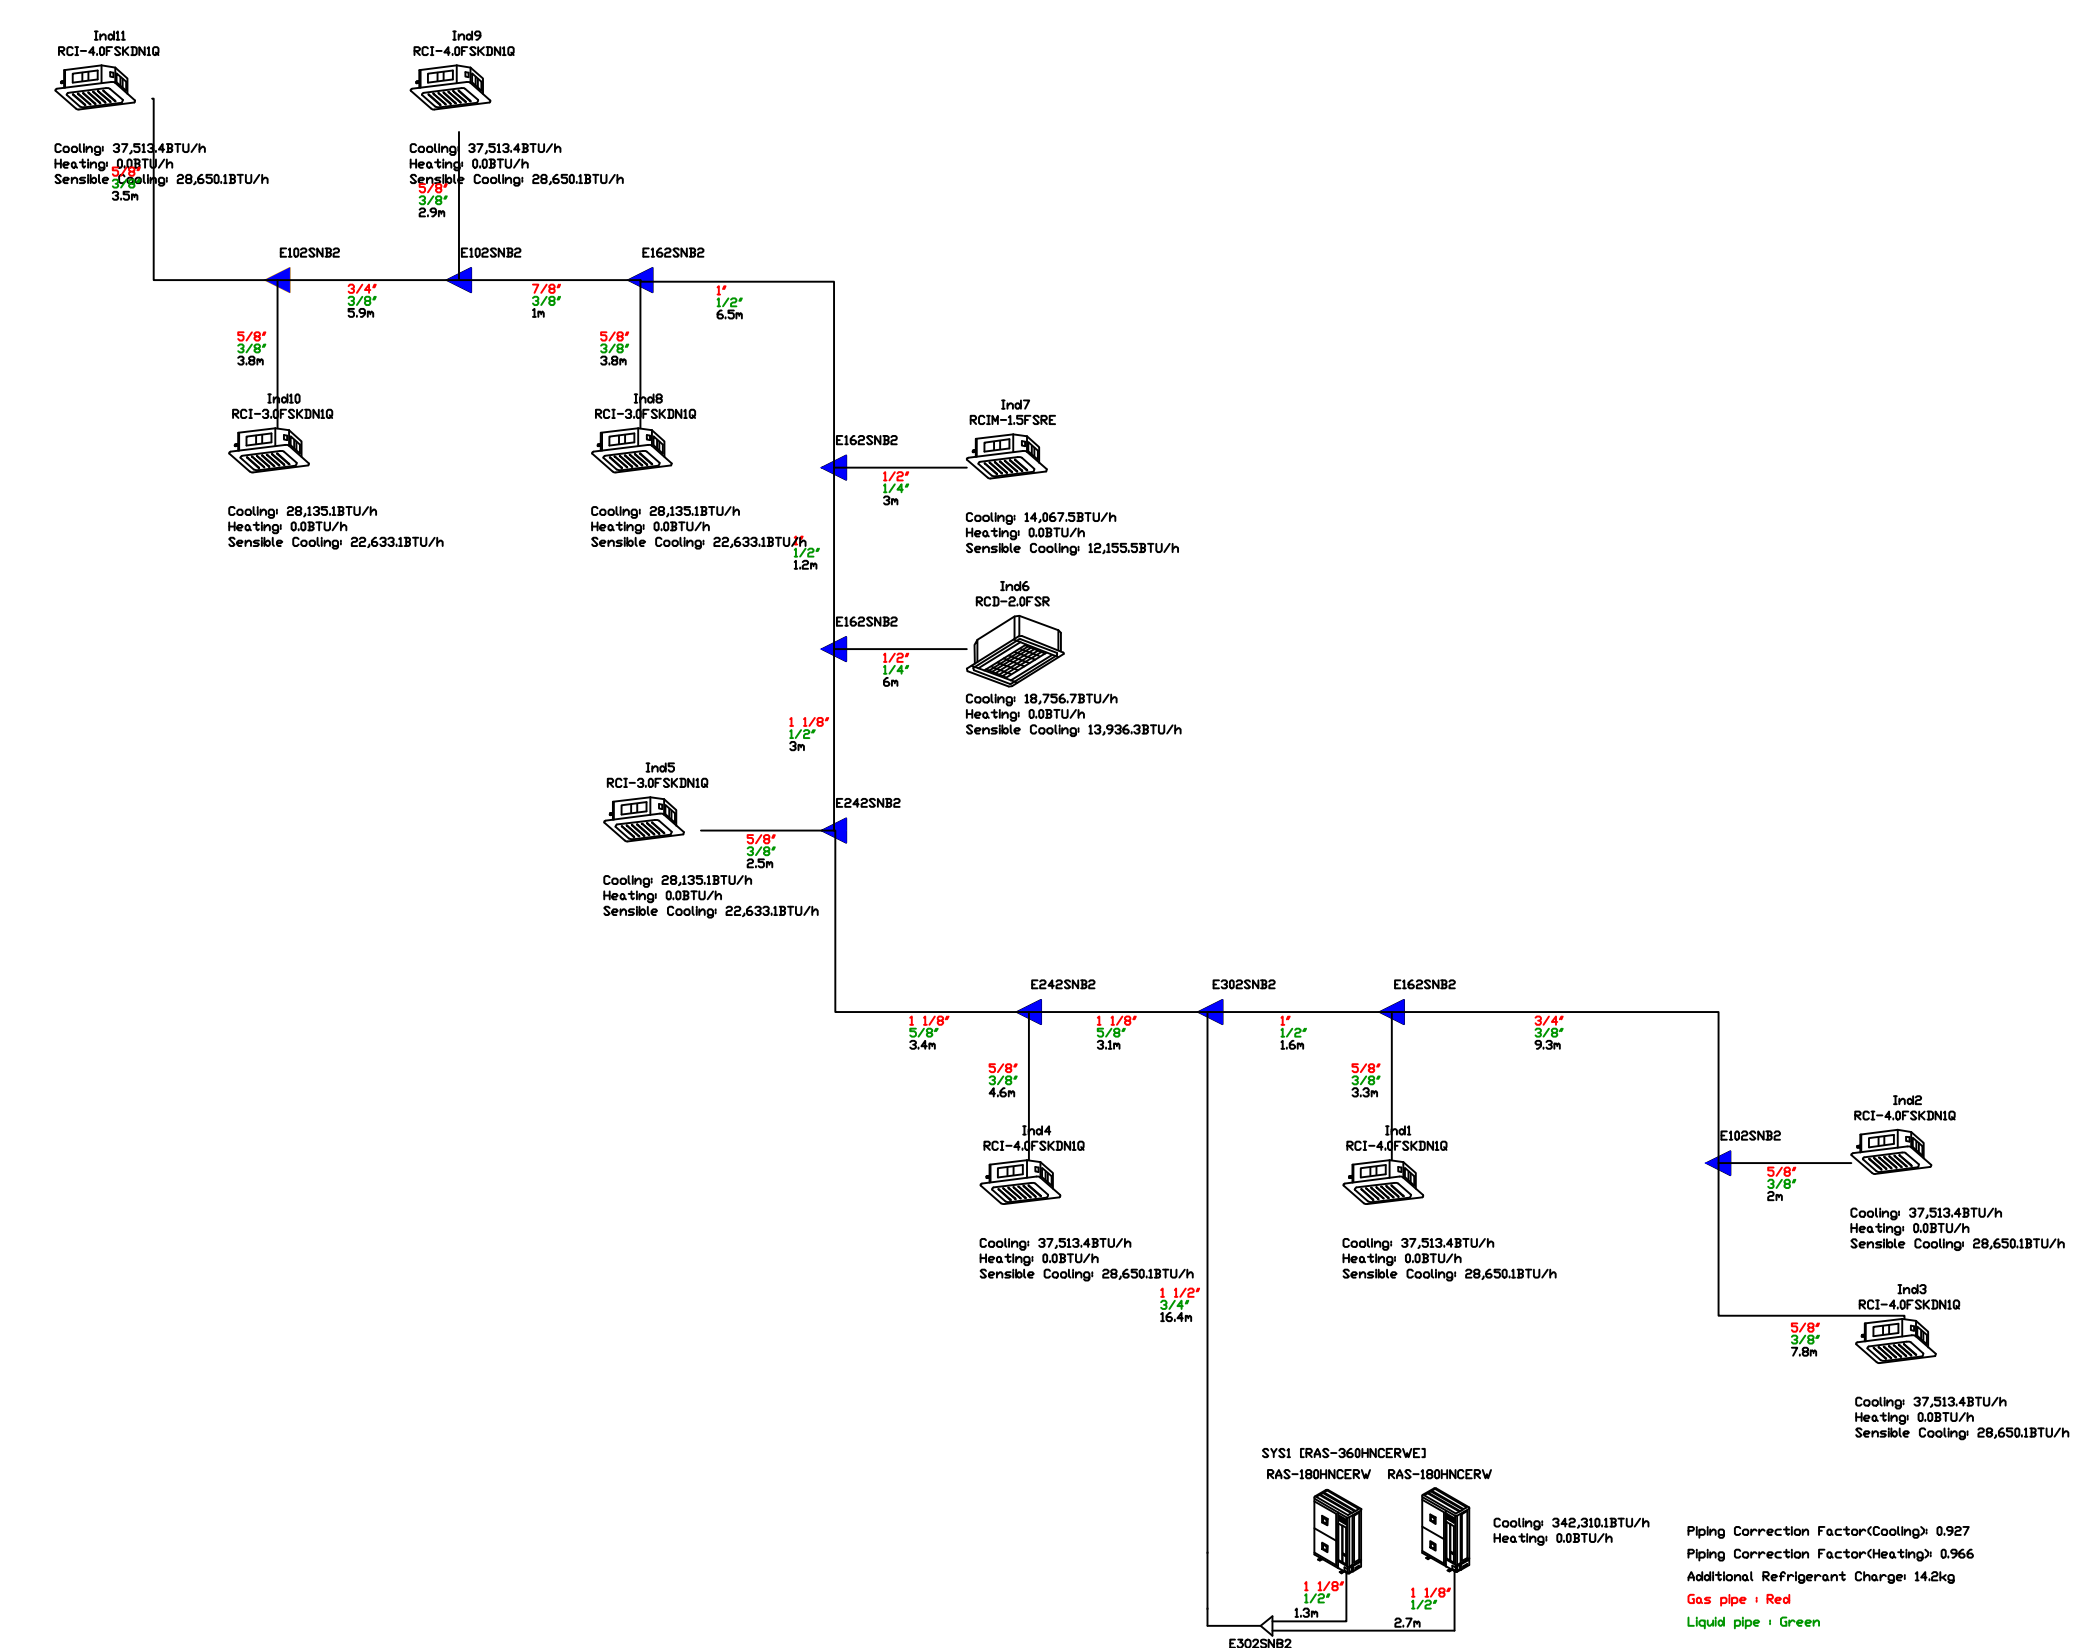 Ind11
RCI-4.0FSKDN1Q
Cooling: 37,513.4BTU/h
Heating: 0.0BTU/h
Sensible Cooling: 28,650.1BTU/h
5/8"
3/8"
3.5m
Ind9
RCI-4.0FSKDN1Q
Cooling: 37,513.4BTU/h
Heating: 0.0BTU/h
Sensible Cooling: 28,650.1BTU/h
5/8"
3/8"
2.9m
E102SNB2
3/4"
3/8"
5.9m
E102SNB2
7/8"
3/8"
1m
E162SNB2
1"
1/2"
6.5m
5/8"
3/8"
3.8m
Ind10
RCI-3.0FSKDN1Q
Cooling: 28,135.1BTU/h
Heating: 0.0BTU/h
Sensible Cooling: 22,633.1BTU/h
5/8"
3/8"
3.8m
Ind8
RCI-3.0FSKDN1Q
Cooling: 28,135.1BTU/h
Heating: 0.0BTU/h
Sensible Cooling: 22,633.1BTU/h
E162SNB2
1/2"
1/4"
3m
Ind7
RCIM-1.5FSRE
Cooling: 14,067.5BTU/h
Heating: 0.0BTU/h
Sensible Cooling: 12,155.5BTU/h
1"
1/2"
1.2m
E162SNB2
1/2"
1/4"
6m
Ind6
RCD-2.0FSR
Cooling: 18,756.7BTU/h
Heating: 0.0BTU/h
Sensible Cooling: 13,936.3BTU/h
1 1/8"
1/2"
3m
Ind5
RCI-3.0FSKDN1Q
Cooling: 28,135.1BTU/h
Heating: 0.0BTU/h
Sensible Cooling: 22,633.1BTU/h
E242SNB2
5/8"
3/8"
2.5m
1 1/8"
5/8"
3.4m
E242SNB2
1 1/8"
5/8"
3.1m
E302SNB2
1"
1/2"
1.6m
E162SNB2
3/4"
3/8"
9.3m
5/8"
3/8"
4.6m
Ind4
RCI-4.0FSKDN1Q
Cooling: 37,513.4BTU/h
Heating: 0.0BTU/h
Sensible Cooling: 28,650.1BTU/h
5/8"
3/8"
3.3m
Ind1
RCI-4.0FSKDN1Q
Cooling: 37,513.4BTU/h
Heating: 0.0BTU/h
Sensible Cooling: 28,650.1BTU/h
E102SNB2
5/8"
3/8"
2m
Ind2
RCI-4.0FSKDN1Q
Cooling: 37,513.4BTU/h
Heating: 0.0BTU/h
Sensible Cooling: 28,650.1BTU/h
5/8"
3/8"
7.8m
Ind3
RCI-4.0FSKDN1Q
Cooling: 37,513.4BTU/h
Heating: 0.0BTU/h
Sensible Cooling: 28,650.1BTU/h
1 1/2"
3/4"
16.4m
SYS1 [RAS-360HNCERWE]
RAS-180HNCERW RAS-180HNCERW
Cooling: 342,310.1BTU/h
Heating: 0.0BTU/h
1 1/8"
1/2"
1.3m
1 1/8"
1/2"
2.7m
E302SNB2
Piping Correction Factor(Cooling): 0.927
Piping Correction Factor(Heating): 0.966
Additional Refrigerant Charge: 14.2kg
Gas pipe : Red
Liquid pipe : Green